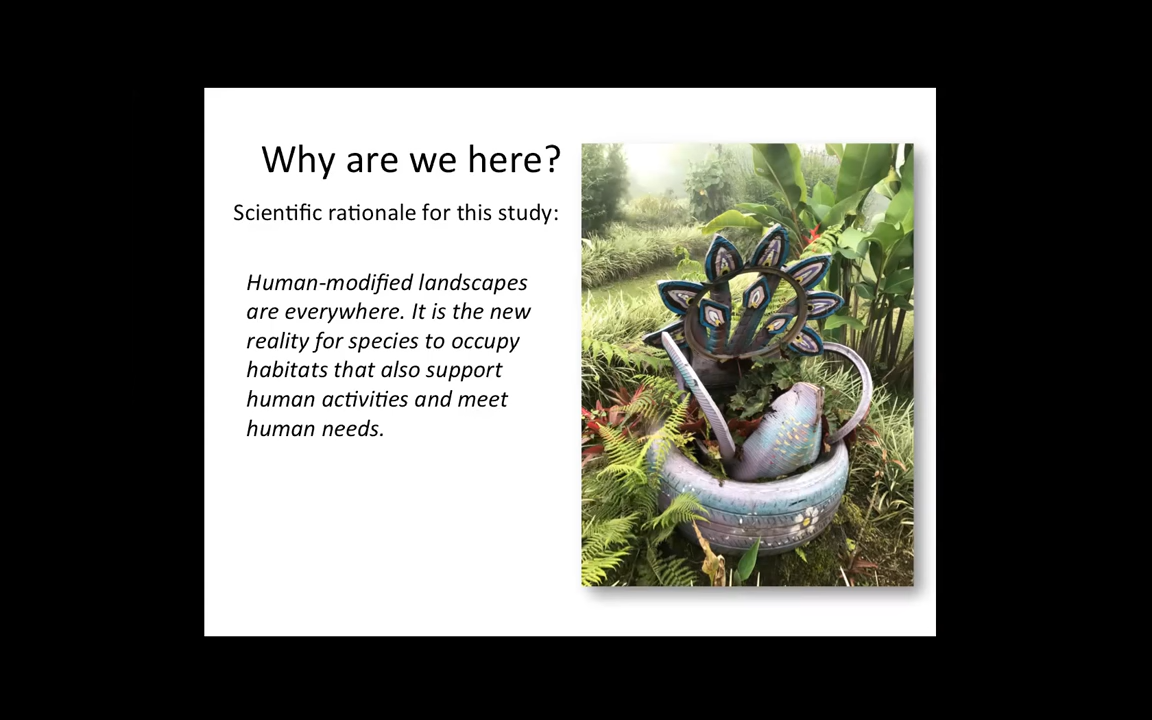 Why are we here?
Scientific rationale for this study:
Human-modified landscapes
are everywhere. It is the new
reality for species to occupy
habitats that also support
human activities and meet
human needs.